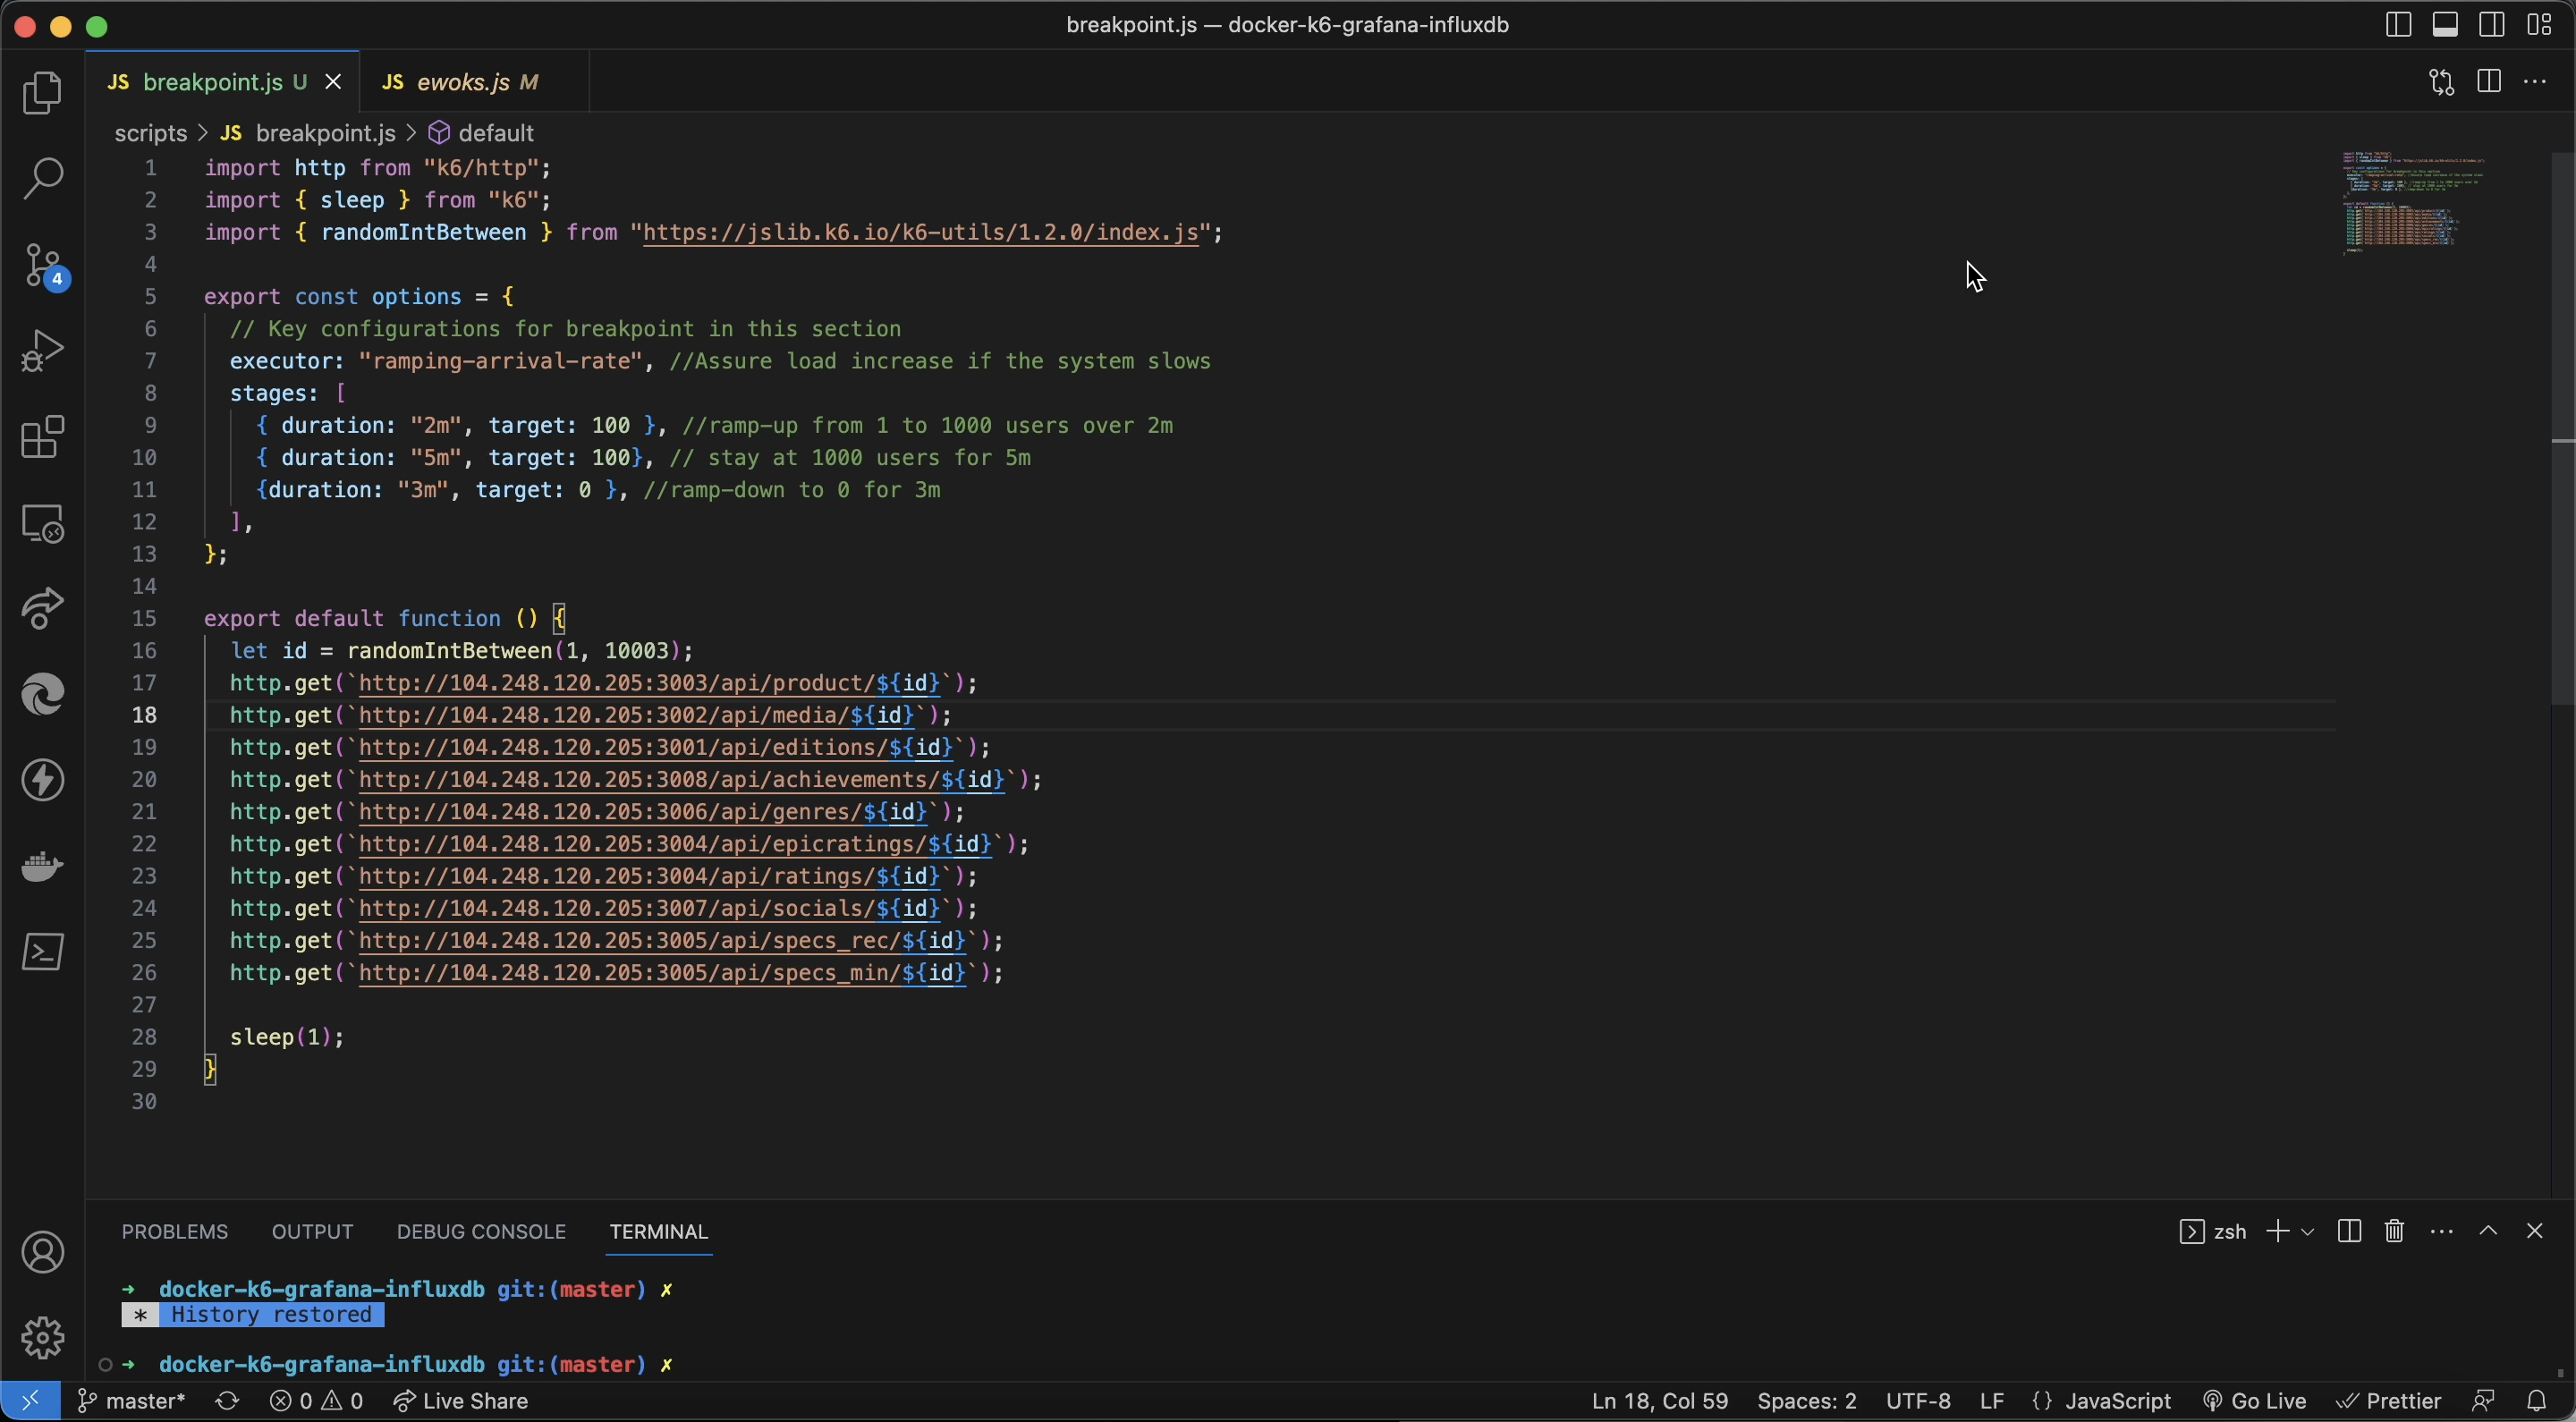 breakpoint.js — docker-k6-grafana-influxdb
JS breakpoint.js U
JS ewoks.js M
scripts > JS breakpoint.js > default
1 import http from "k6/http";
2 import { sleep } from "k6";
3 import { randomIntBetween } from "https://jslib.k6.io/k6-utils/1.2.0/index.js";
4
5 export const options = {
6 // Key configurations for breakpoint in this section
7 executor: "ramping-arrival-rate", //Assure load increase if the system slows
8 stages: [
9 { duration: "2m", target: 100 }, //ramp-up from 1 to 1000 users over 2m
10 { duration: "5m", target: 100}, // stay at 1000 users for 5m
11 {duration: "3m", target: 0 }, //ramp-down to 0 for 3m
12 ],
13 };
14
15 export default function () {
16 let id = randomIntBetween(1, 10003);
17 http.get(`http://104.248.120.205:3003/api/product/${id}`);
18 http.get(`http://104.248.120.205:3002/api/media/${id}`);
19 http.get(`http://104.248.120.205:3001/api/editions/${id}`);
20 http.get(`http://104.248.120.205:3008/api/achievements/${id}`);
21 http.get(`http://104.248.120.205:3006/api/genres/${id}`);
22 http.get(`http://104.248.120.205:3004/api/epicratings/${id}`);
23 http.get(`http://104.248.120.205:3004/api/ratings/${id}`);
24 http.get(`http://104.248.120.205:3007/api/socials/${id}`);
25 http.get(`http://104.248.120.205:3005/api/specs_rec/${id}`);
26 http.get(`http://104.248.120.205:3005/api/specs_min/${id}`);
27
28 sleep(1);
29 }
30
4
PROBLEMS OUTPUT DEBUG CONSOLE TERMINAL
zsh
➜ docker-k6-grafana-influxdb git:(master) ✗
* History restored
➜ docker-k6-grafana-influxdb git:(master) ✗
master* 0 0 Live Share
Ln 18, Col 59 Spaces: 2 UTF-8 LF {} JavaScript Go Live Prettier